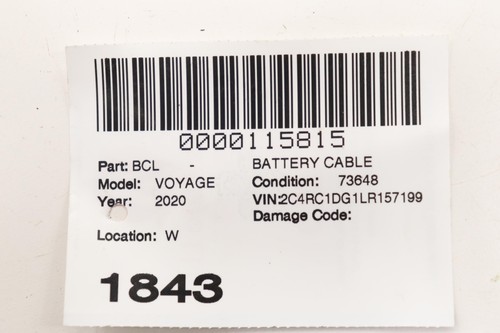 0000115815
Part: BCL - BATTERY CABLE
Model: VOYAGE Condition: 73648
Year: 2020 VIN:2C4RC1DG1LR157199
Damage Code:
Location: W
1843